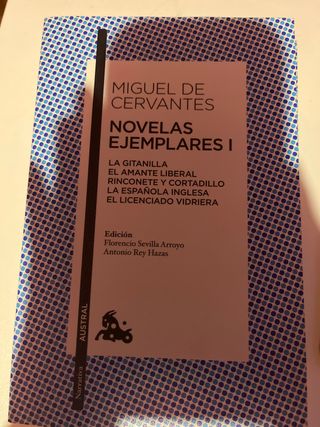 MIGUEL DE
CERVANTES
NOVELAS
EJEMPLARES I
LA GITANILLA
EL AMANTE LIBERAL
RINCONETE Y CORTADILLO
LA ESPAÑOLA INGLESA
EL LICENCIADO VIDRIERA
Edición
Florencio Sevilla Arroyo
Antonio Rey Hazas
AUSTRAL
Narrativa